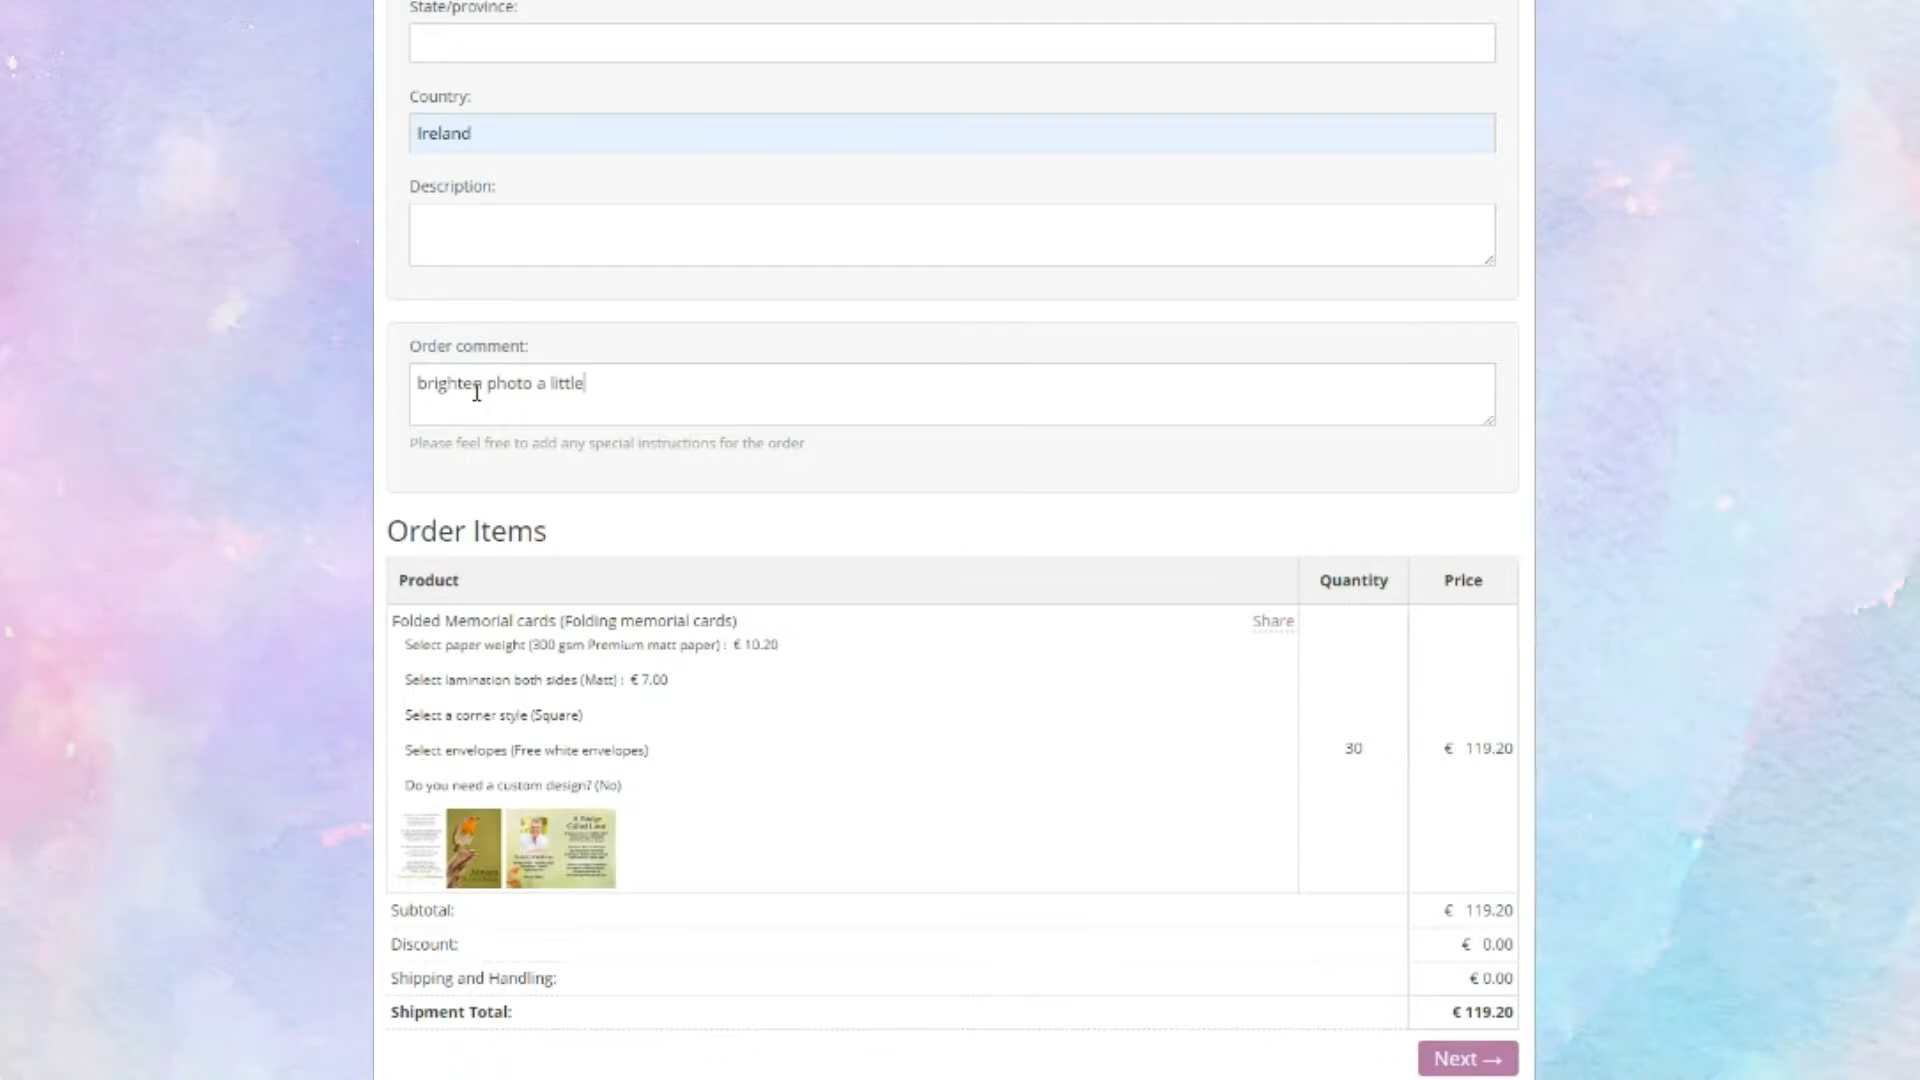 State/province:
Country:
Ireland
Description:
Order comment:
brighten photo a little
Please feel free to add any special instructions for the order
Order Items
Product Quantity Price
Folded Memorial cards (Folding memorial cards) Share
Select paper weight (300 gsm Premium matt paper) : € 10.20
Select lamination both sides (Matt) : € 7.00
Select a corner style (Square)
Select envelopes (Free white envelopes)
30 € 119.20
Do you need a custom design? (No)
A Bridge
Called Love
Subtotal: € 119.20
Discount: € 0.00
Shipping and Handling: € 0.00
Shipment Total: € 119.20
Next →